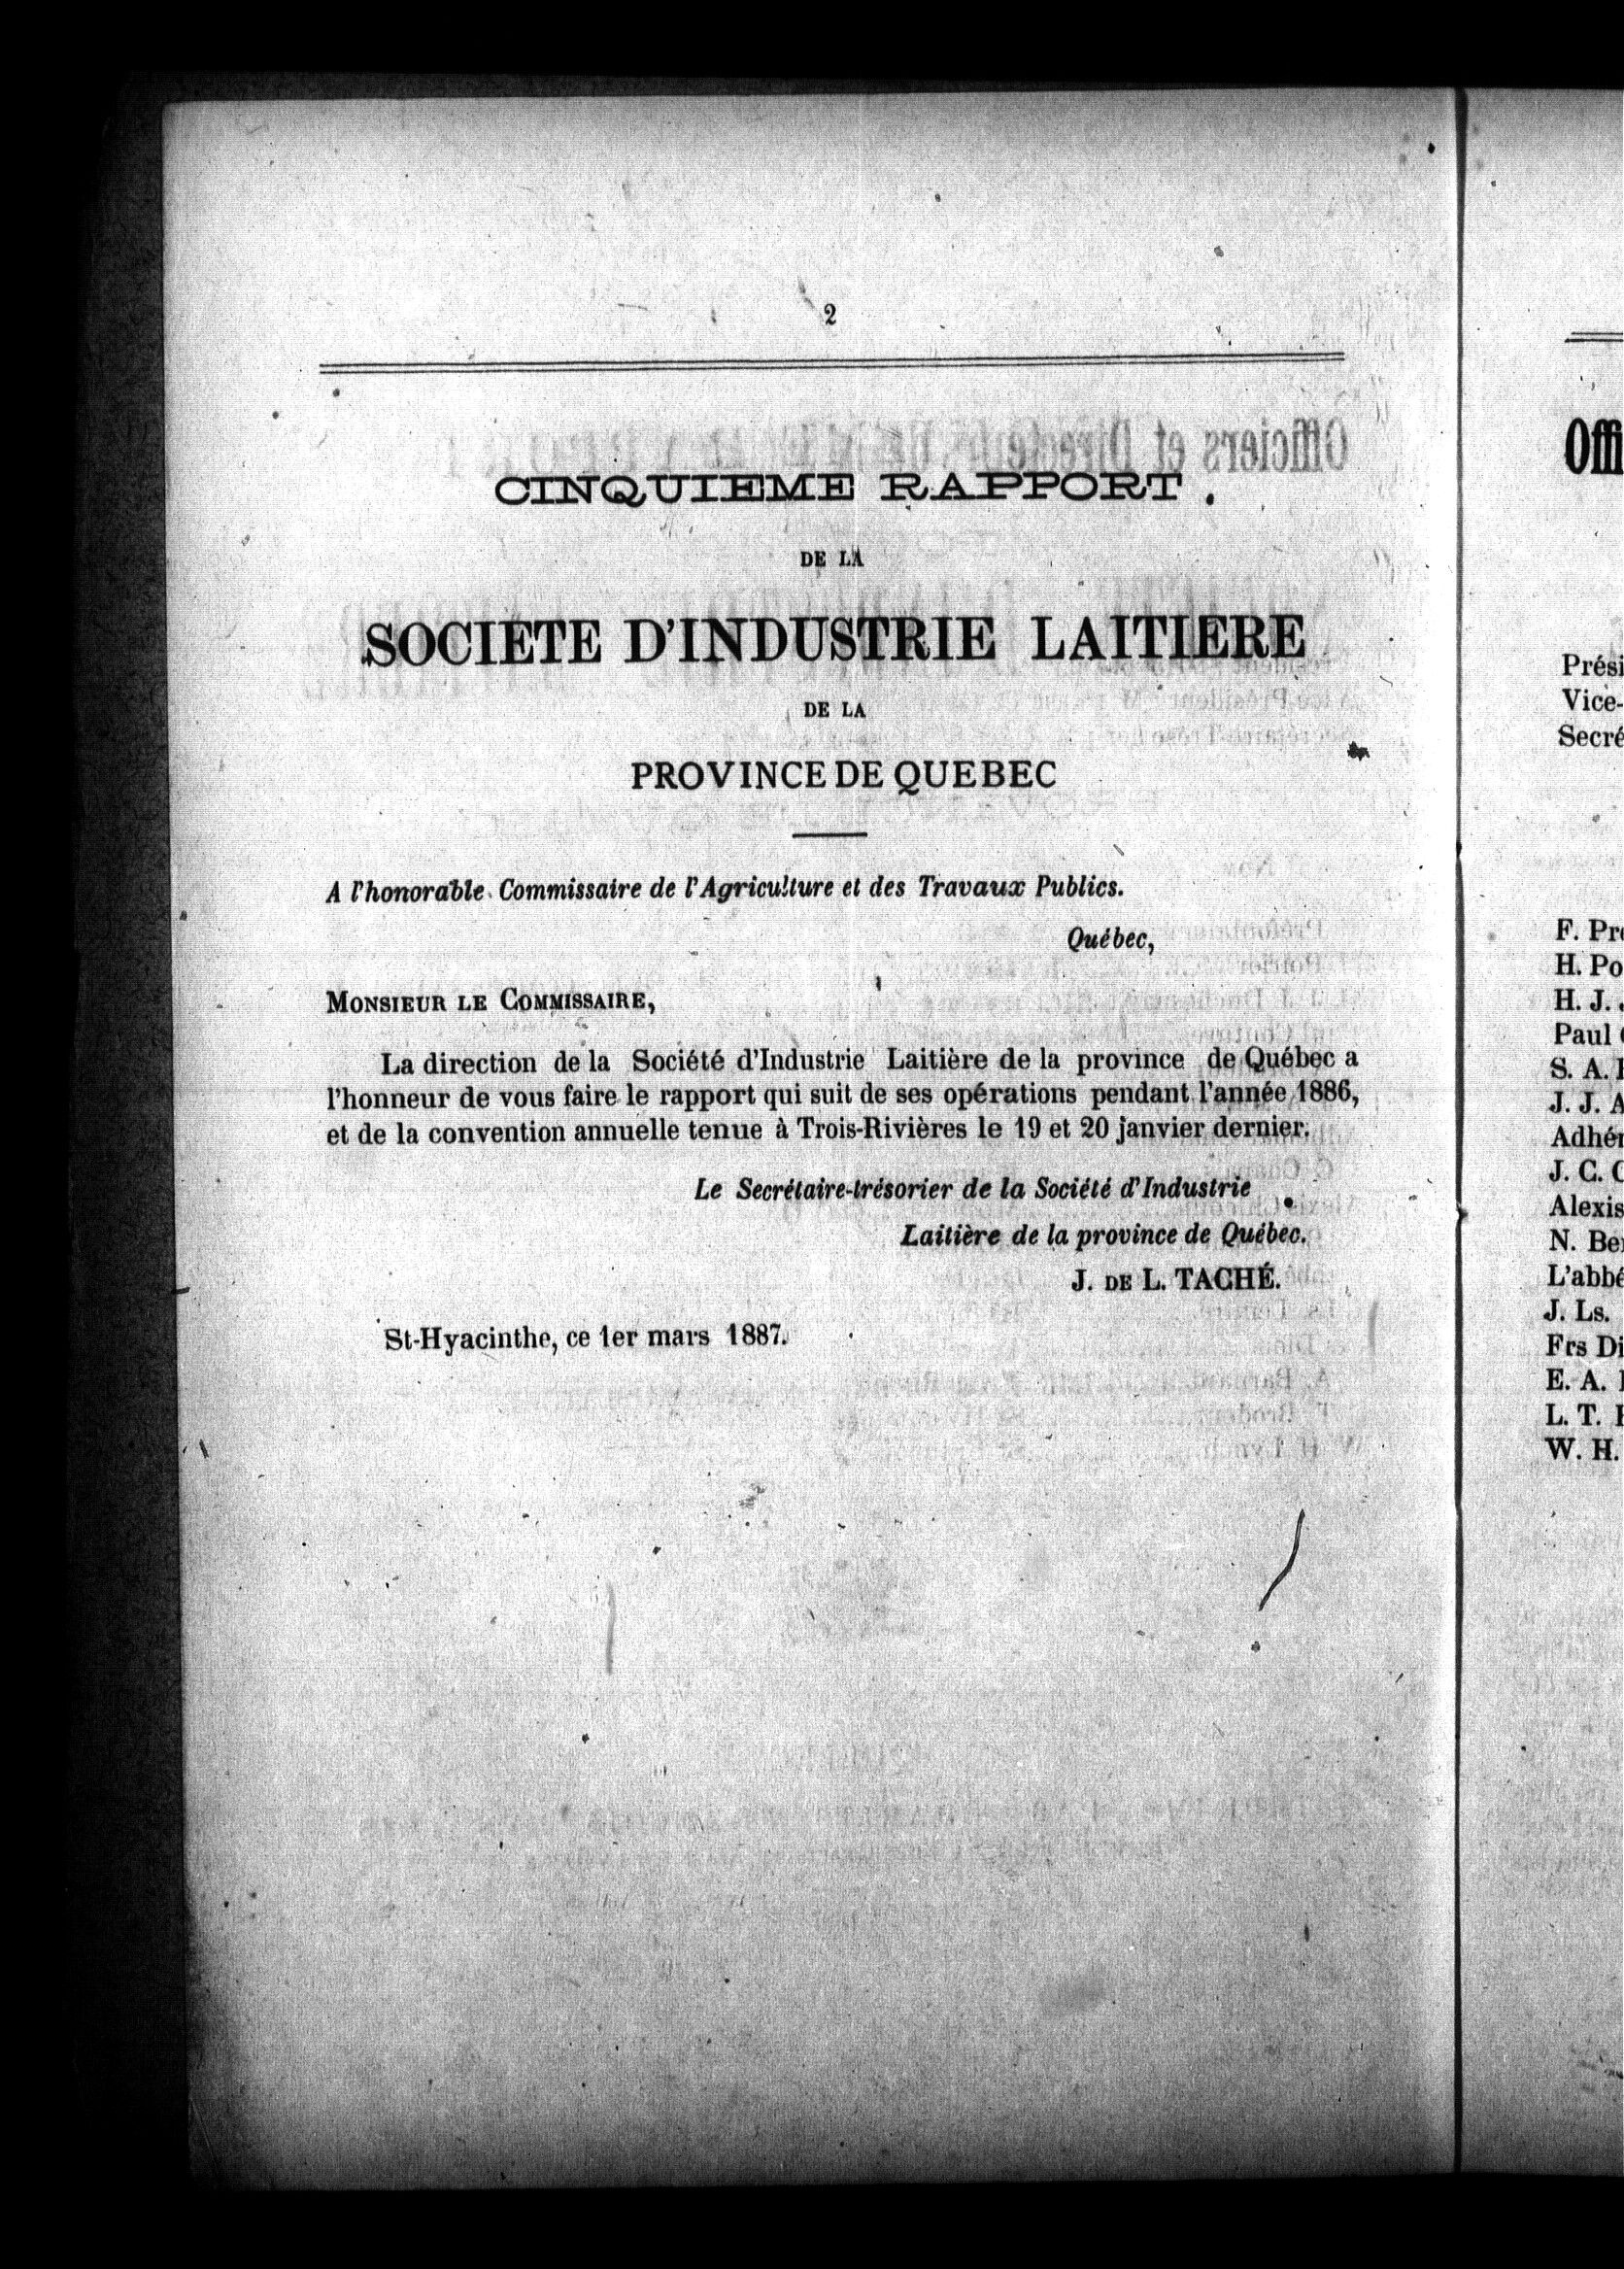 2
CINQUIEME RAPPORT
DE LA
SOCIETE D'INDUSTRIE LAITIERE
DE LA
PROVINCE DE QUEBEC
A l'honorable Commissaire de l'Agriculture et des Travaux Publics.
Québec,
MONSIEUR LE COMMISSAIRE,
La direction de la Société d'Industrie Laitière de la province de Québec a
l'honneur de vous faire le rapport qui suit de ses opérations pendant l'année 1886,
et de la convention annuelle tenue à Trois-Rivières le 19 et 20 janvier dernier.
Le Secrétaire-trésorier de la Société d'Industrie
Laitière de la province de Québec.
J. DE L. TACHÉ.
St-Hyacinthe, ce 1er mars 1887.
Offi
Prési
Vice-
Secré
F. Pr
H. Po
H. J.
Paul
S. A.
J. J. A
Adhé
J. C. C
Alexis
N. Be
L'abbé
J. Ls.
Frs Di
E. A.
L. T.
W. H.